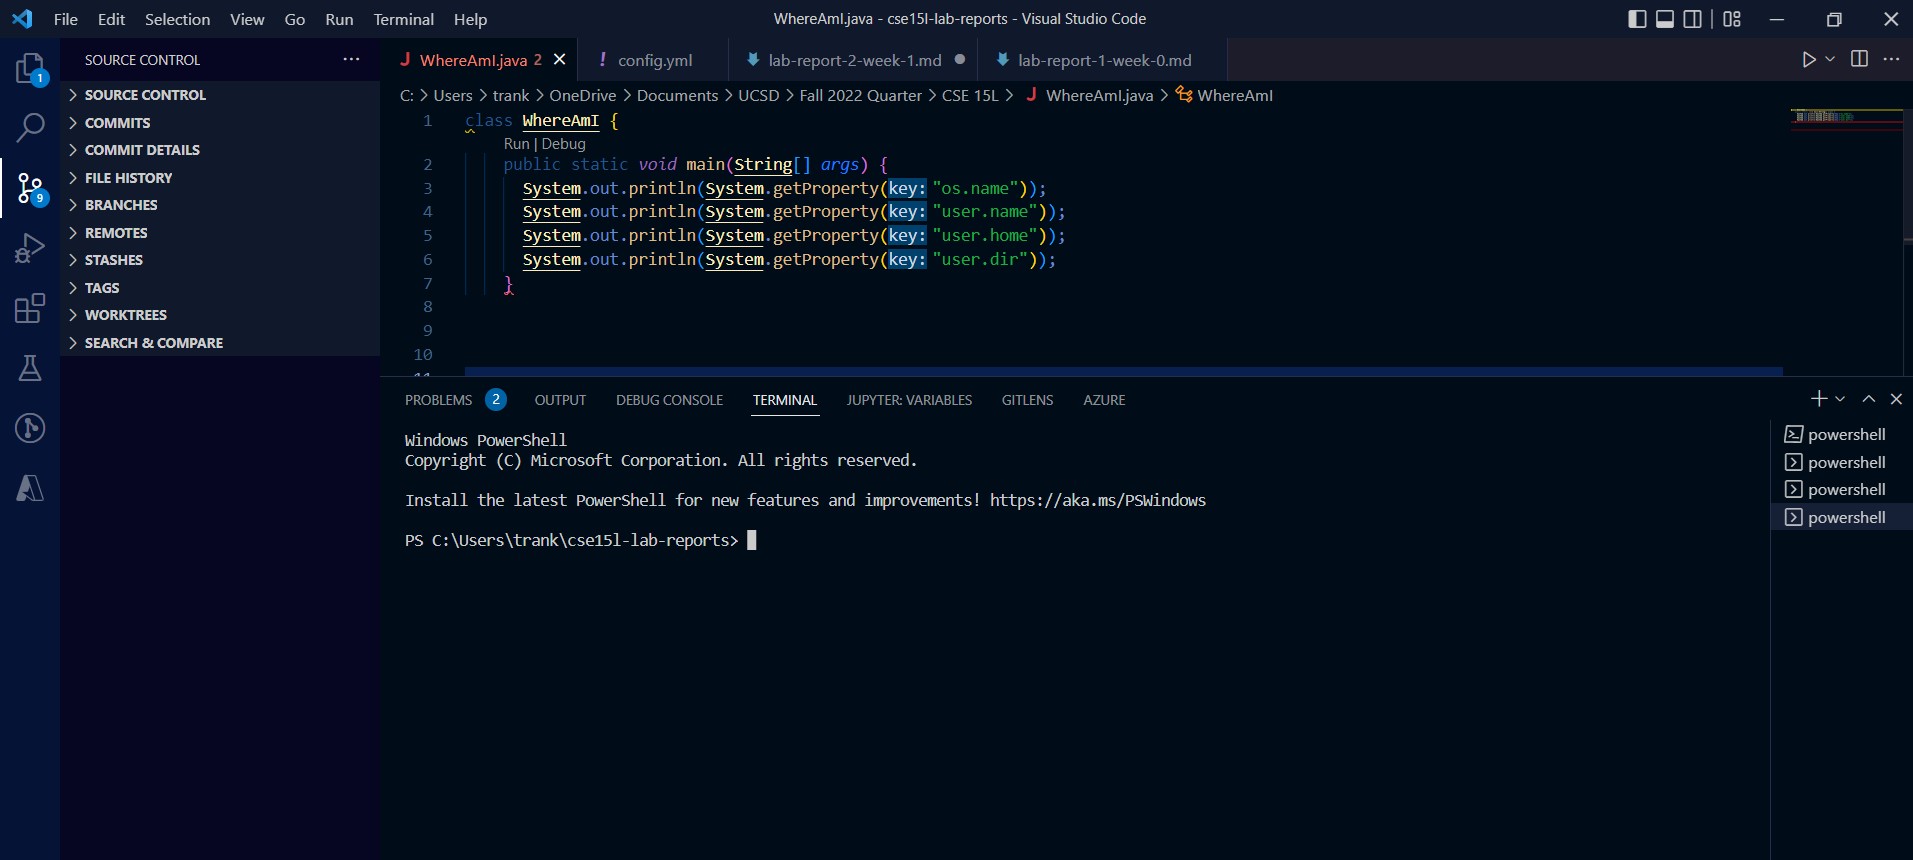 File Edit Selection View Go Run Terminal Help
WhereAmI.java - cse15l-lab-reports - Visual Studio Code
1
9
SOURCE CONTROL
SOURCE CONTROL
COMMITS
COMMIT DETAILS
FILE HISTORY
BRANCHES
REMOTES
STASHES
TAGS
WORKTREES
SEARCH & COMPARE
J WhereAmI.java 2
! config.yml
lab-report-2-week-1.md
lab-report-1-week-0.md
C: > Users > trank > OneDrive > Documents > UCSD > Fall 2022 Quarter > CSE 15L > J WhereAmI.java > WhereAmI
1 class WhereAmI {
Run | Debug
2 public static void main(String[] args) {
3 System.out.println(System.getProperty(key: "os.name"));
4 System.out.println(System.getProperty(key: "user.name"));
5 System.out.println(System.getProperty(key: "user.home"));
6 System.out.println(System.getProperty(key: "user.dir"));
7 }
8
9
10
11
PROBLEMS 2 OUTPUT DEBUG CONSOLE TERMINAL JUPYTER: VARIABLES GITLENS AZURE
Windows PowerShell
Copyright (C) Microsoft Corporation. All rights reserved.
Install the latest PowerShell for new features and improvements! https://aka.ms/PSWindows
PS C:\Users\trank\cse15l-lab-reports>
powershell
powershell
powershell
powershell